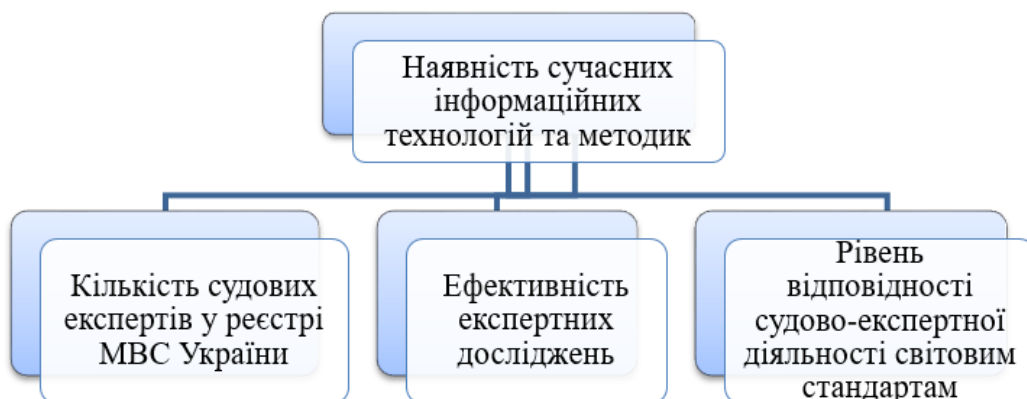 Наявність сучасних
інформаційних
технологій та методик
Кількість судових
експертів у реєстрі
МВС України
Ефективність
експертних
досліджень
Рівень
відповідності
судово-експертної
діяльності світовим
стандартам